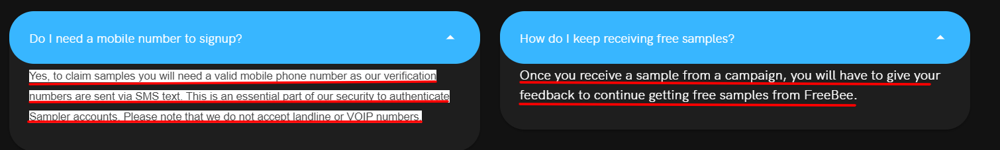 Do I need a mobile number to signup?
Yes, to claim samples you will need a valid mobile phone number as our verification
numbers are sent via SMS text. This is an essential part of our security to authenticate
Sampler accounts. Please note that we do not accept landline or VOIP numbers.
How do I keep receiving free samples?
Once you receive a sample from a campaign, you will have to give your
feedback to continue getting free samples from FreeBee.